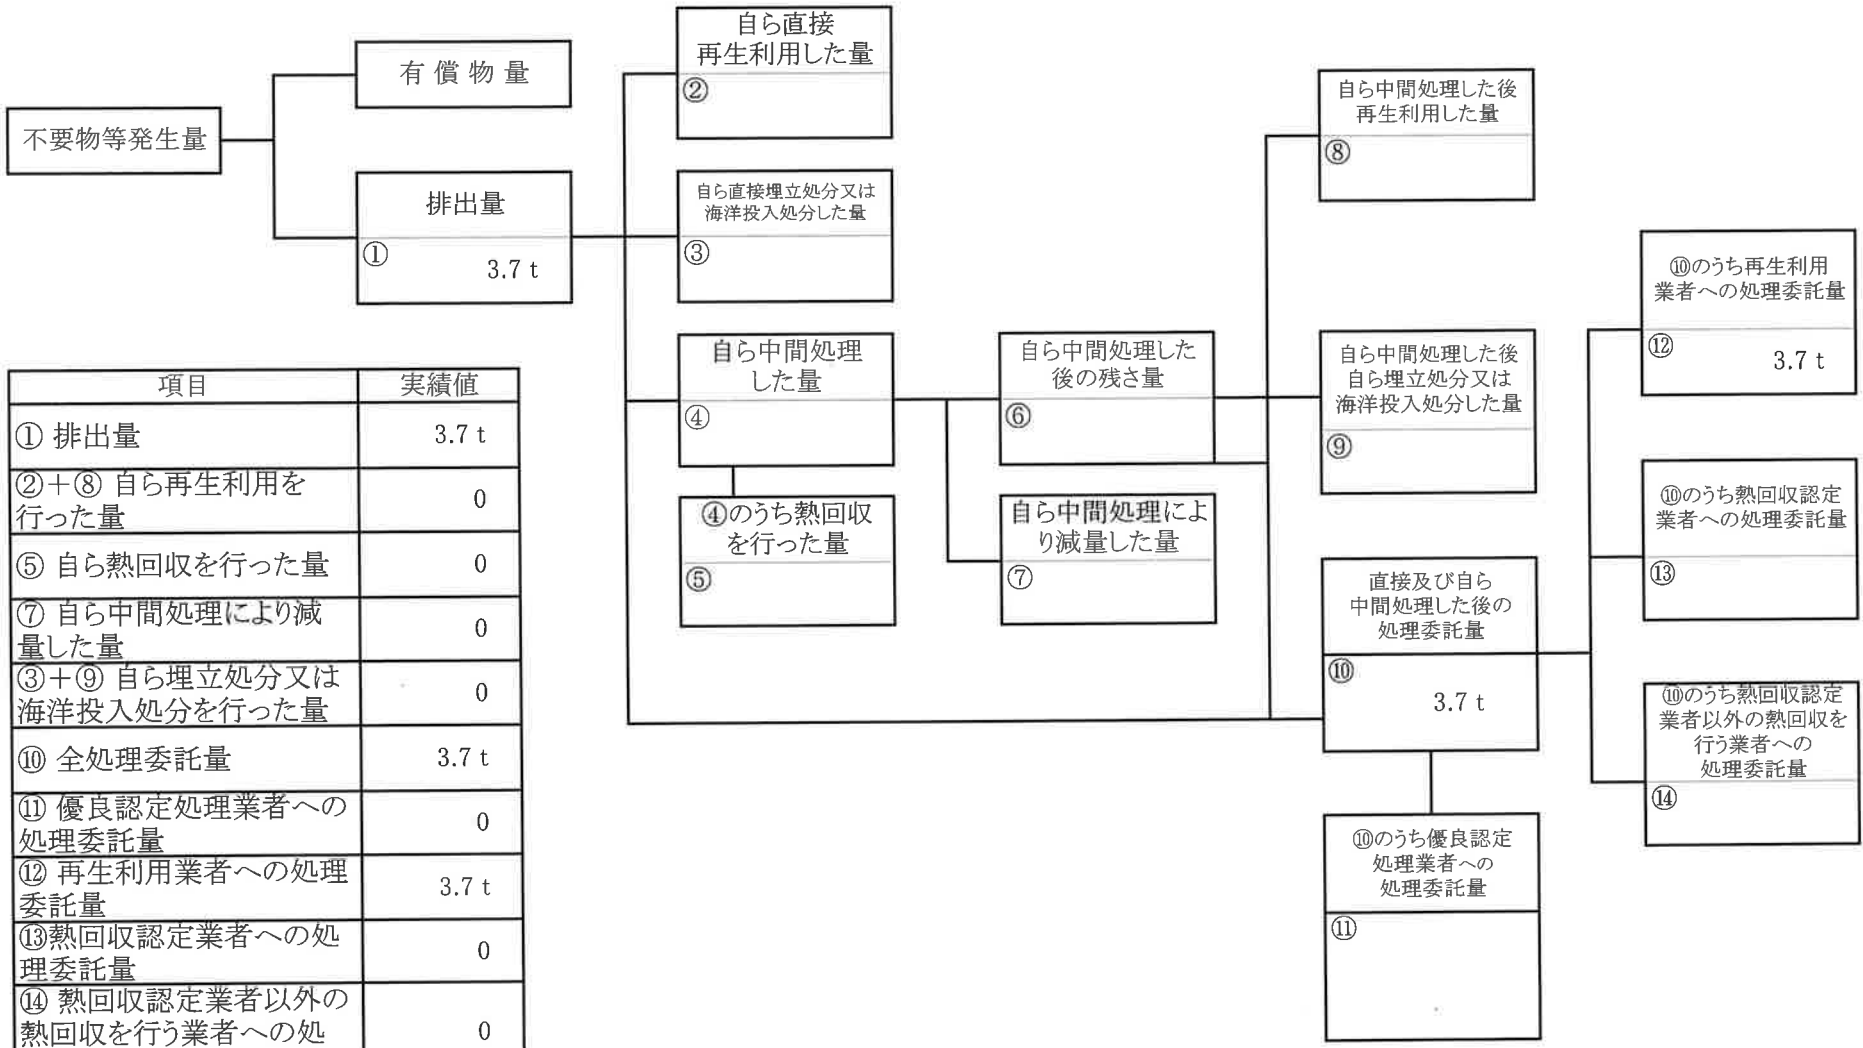 不要物等発生量
有償物量
排出量
①
3.7 t
自ら直接
再生利用した量
②
自ら直接埋立処分又は
海洋投入処分した量
③
自ら中間処理
した量
④
④のうち熱回収
を行った量
⑤
自ら中間処理した
後の残さ量
⑥
自ら中間処理によ
り減量した量
⑦
自ら中間処理した後
再生利用した量
⑧
自ら中間処理した後
自ら埋立処分又は
海洋投入処分した量
⑨
直接及び自ら
中間処理した後の
処理委託量
⑩
3.7 t
⑩のうち優良認定
処理業者への
処理委託量
⑪
⑩のうち再生利用
業者への処理委託量
⑫
3.7 t
⑩のうち熱回収認定
業者への処理委託量
⑬
⑩のうち熱回収認定
業者以外の熱回収を
行う業者への
処理委託量
⑭
項目 実績値
① 排出量 3.7 t
②＋⑧ 自ら再生利用を
行った量 0
⑤ 自ら熱回収を行った量 0
⑦ 自ら中間処理により減
量した量 0
③＋⑨ 自ら埋立処分又は
海洋投入処分を行った量 0
⑩ 全処理委託量 3.7 t
⑪ 優良認定処理業者への
処理委託量 0
⑫ 再生利用業者への処理
委託量 3.7 t
⑬熱回収認定業者への処
理委託量 0
⑭ 熱回収認定業者以外の
熱回収を行う業者への処 0